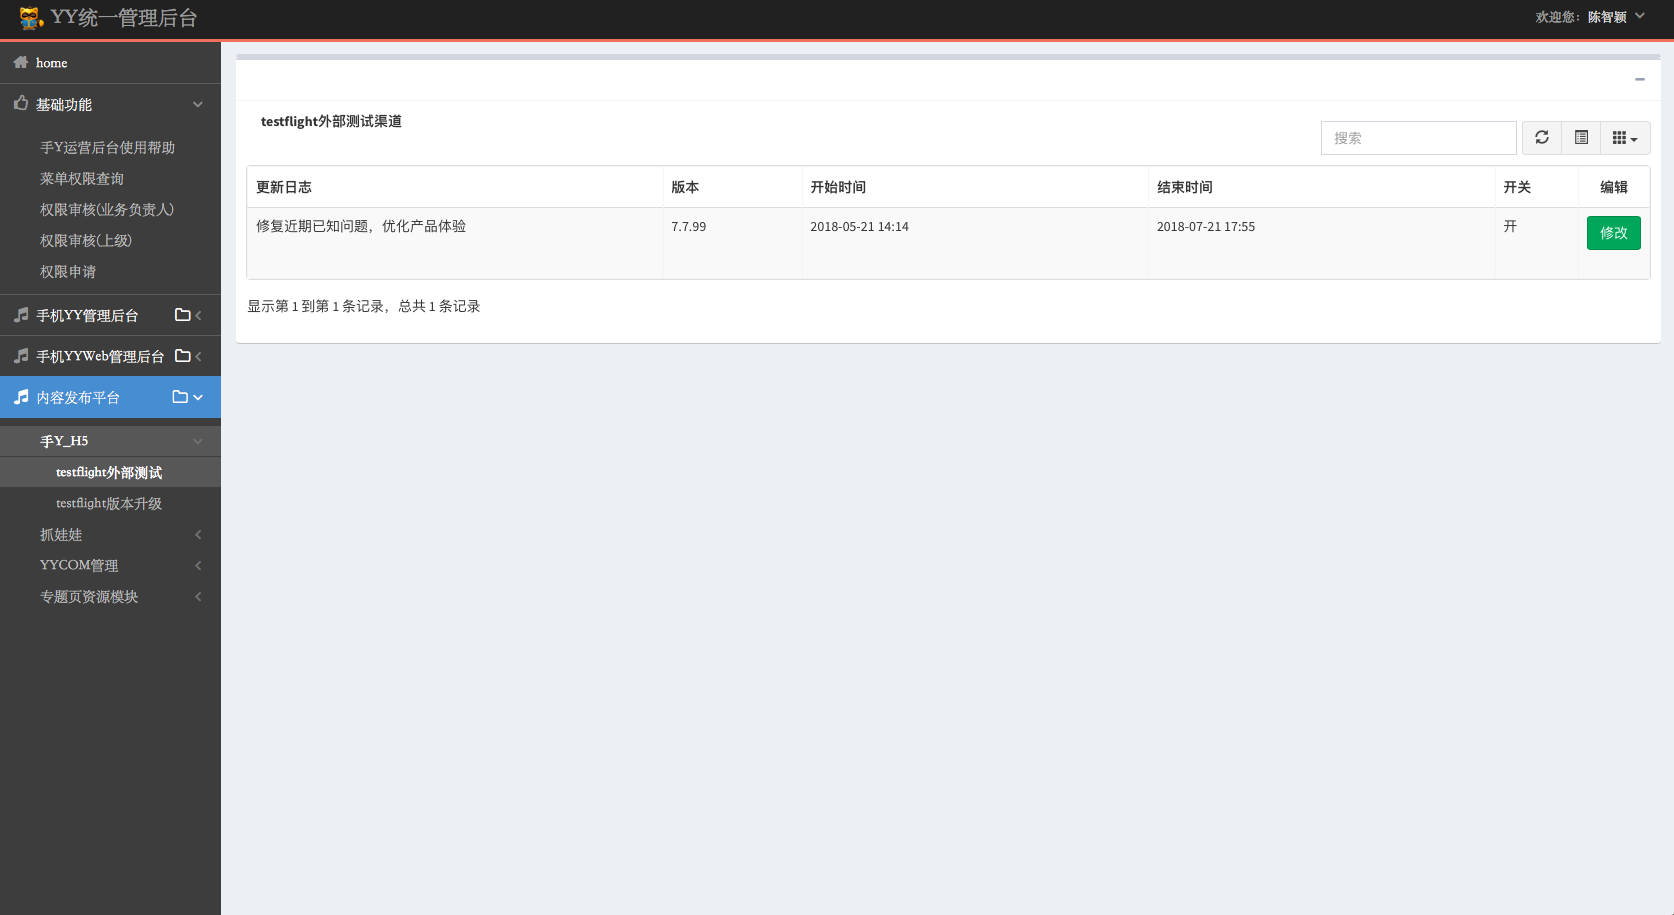 YY统一管理后台
欢迎您：陈智颖
home
基础功能
手Y运营后台使用帮助
菜单权限查询
权限审核(业务负责人)
权限审核(上级)
权限申请
手机YY管理后台
手机YYWeb管理后台
内容发布平台
手Y_H5
testflight外部测试
testflight版本升级
抓娃娃
YYCOM管理
专题页资源模块
testflight外部测试渠道
搜索
更新日志 版本 开始时间 结束时间 开关 编辑
修复近期已知问题，优化产品体验 7.7.99 2018-05-21 14:14 2018-07-21 17:55 开 修改
显示第 1 到第 1 条记录，总共 1 条记录